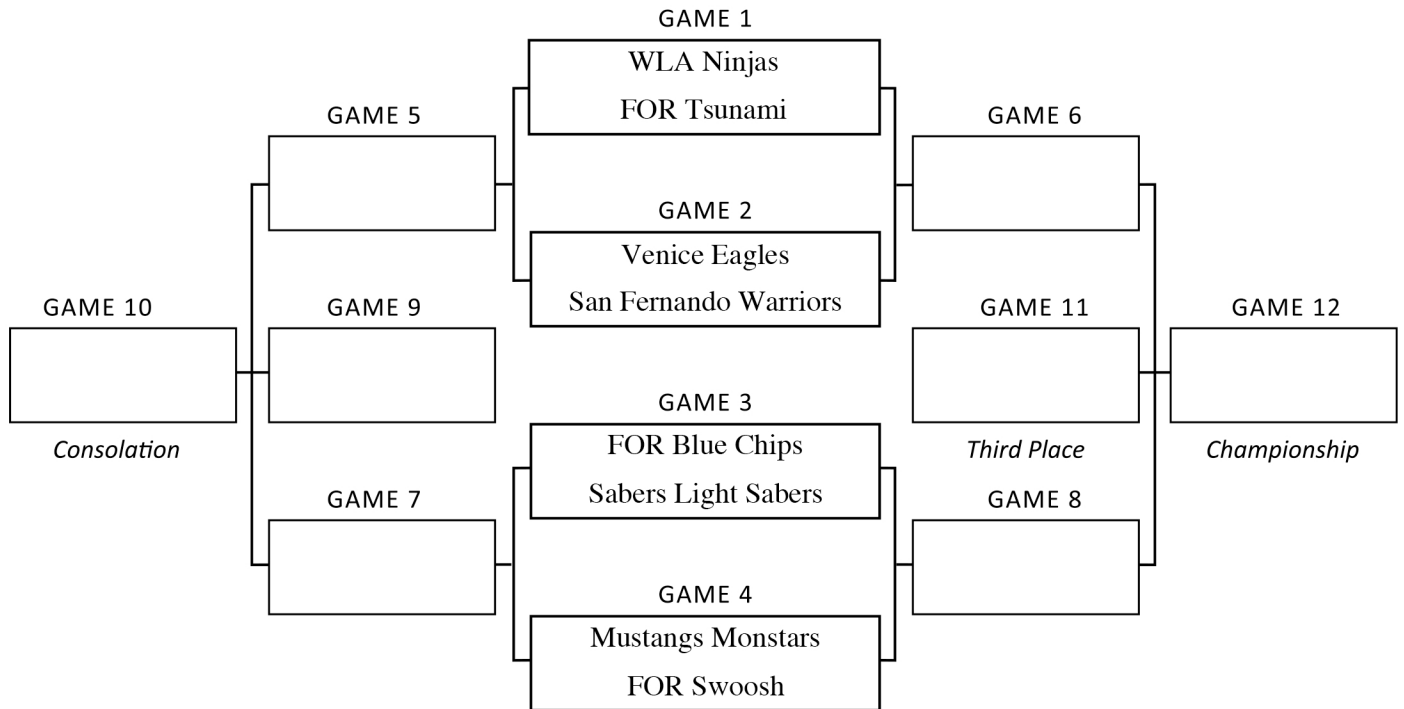 GAME 1
WLA Ninjas
FOR Tsunami
GAME 5
GAME 6
GAME 2
Venice Eagles
San Fernando Warriors
GAME 10
GAME 9
GAME 11
GAME 12
GAME 3
FOR Blue Chips
Sabers Light Sabers
Consolation
Third Place
Championship
GAME 7
GAME 8
GAME 4
Mustangs Monstars
FOR Swoosh